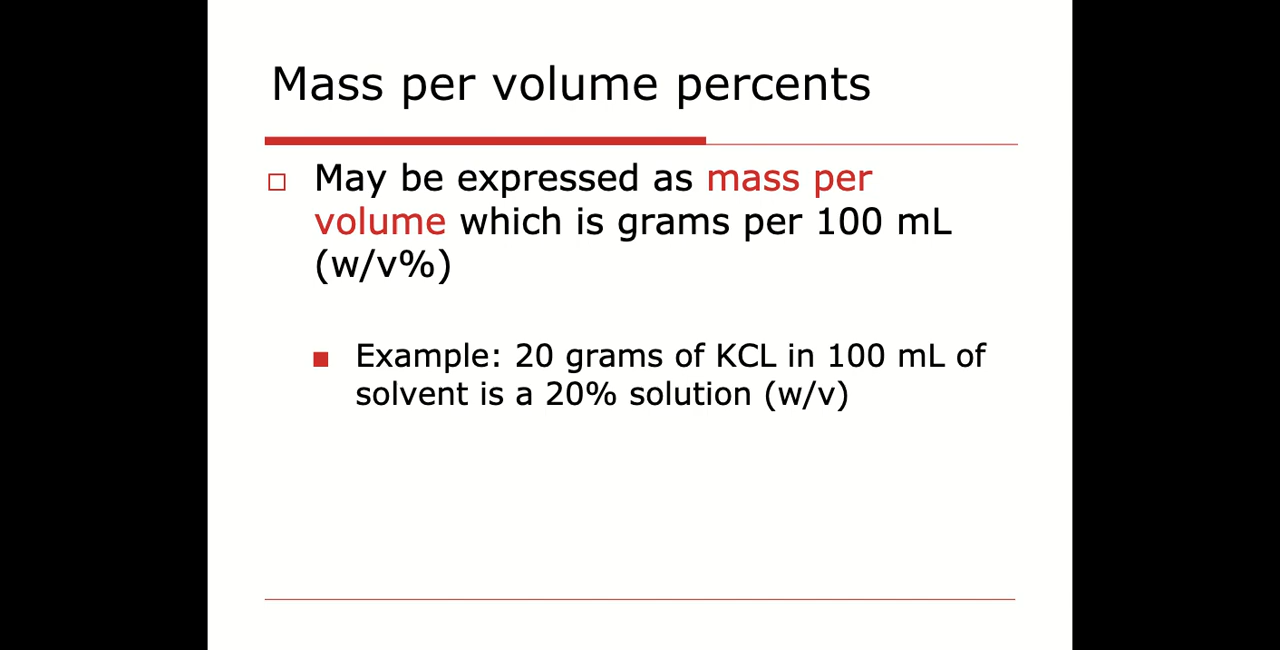 Mass per volume percents
May be expressed as mass per
volume which is grams per 100 mL
(w/v%)
Example: 20 grams of KCL in 100 mL of
solvent is a 20% solution (w/v)